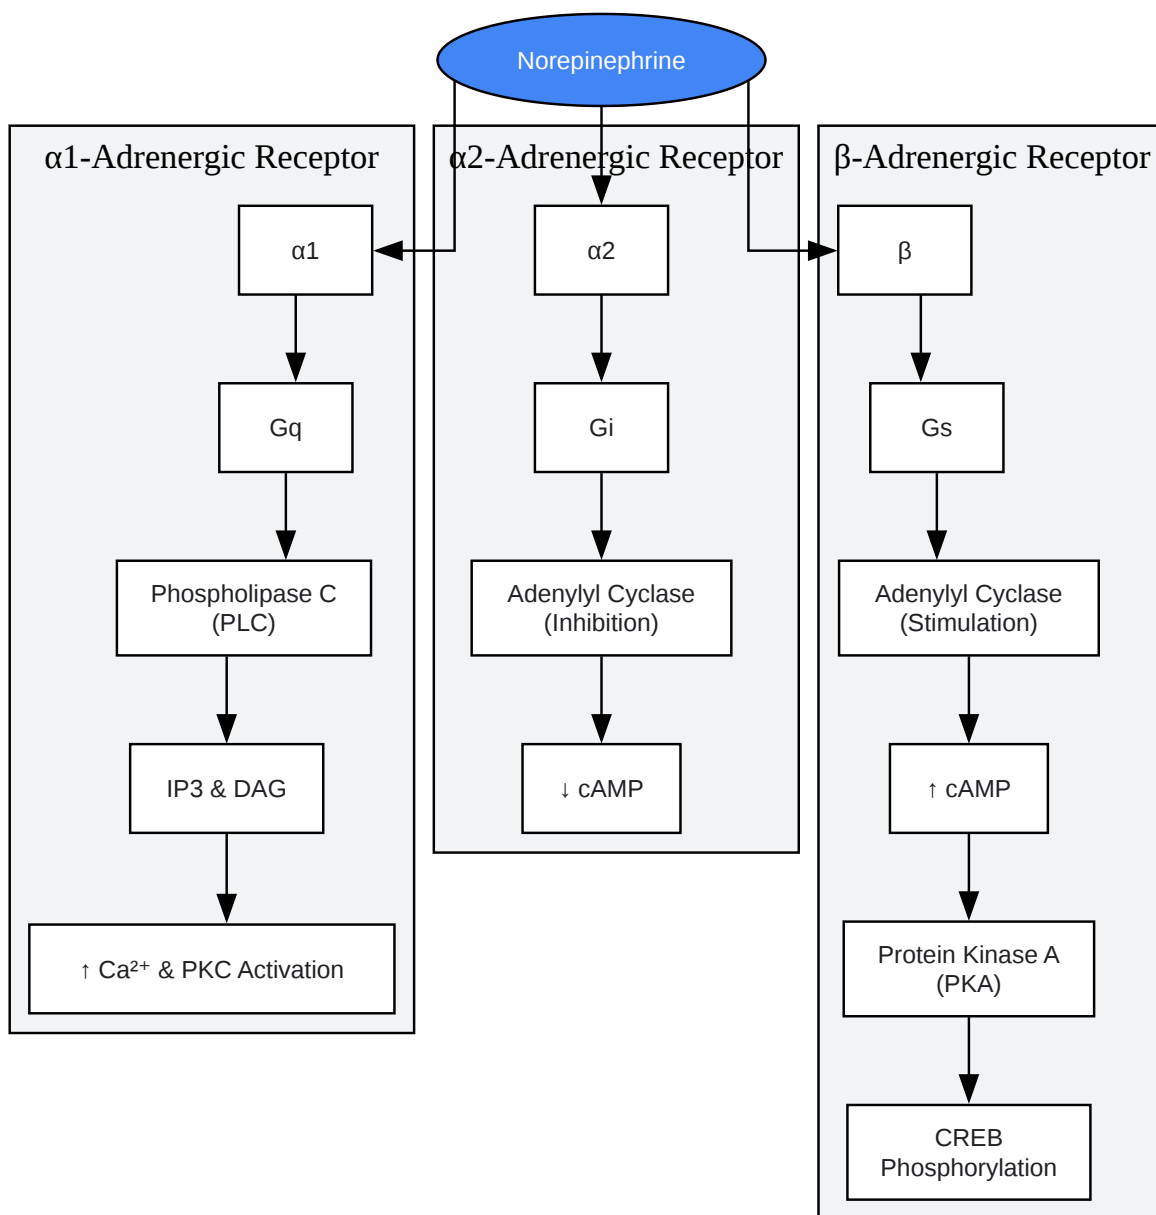 Norepinephrine
α1-Adrenergic Receptor
α1
Gq
Phospholipase C
(PLC)
IP3 & DAG
↑ Ca²⁺ & PKC Activation
α2-Adrenergic Receptor
α2
Gi
Adenylyl Cyclase
(Inhibition)
↓ cAMP
β-Adrenergic Receptor
β
Gs
Adenylyl Cyclase
(Stimulation)
↑ cAMP
Protein Kinase A
(PKA)
CREB
Phosphorylation